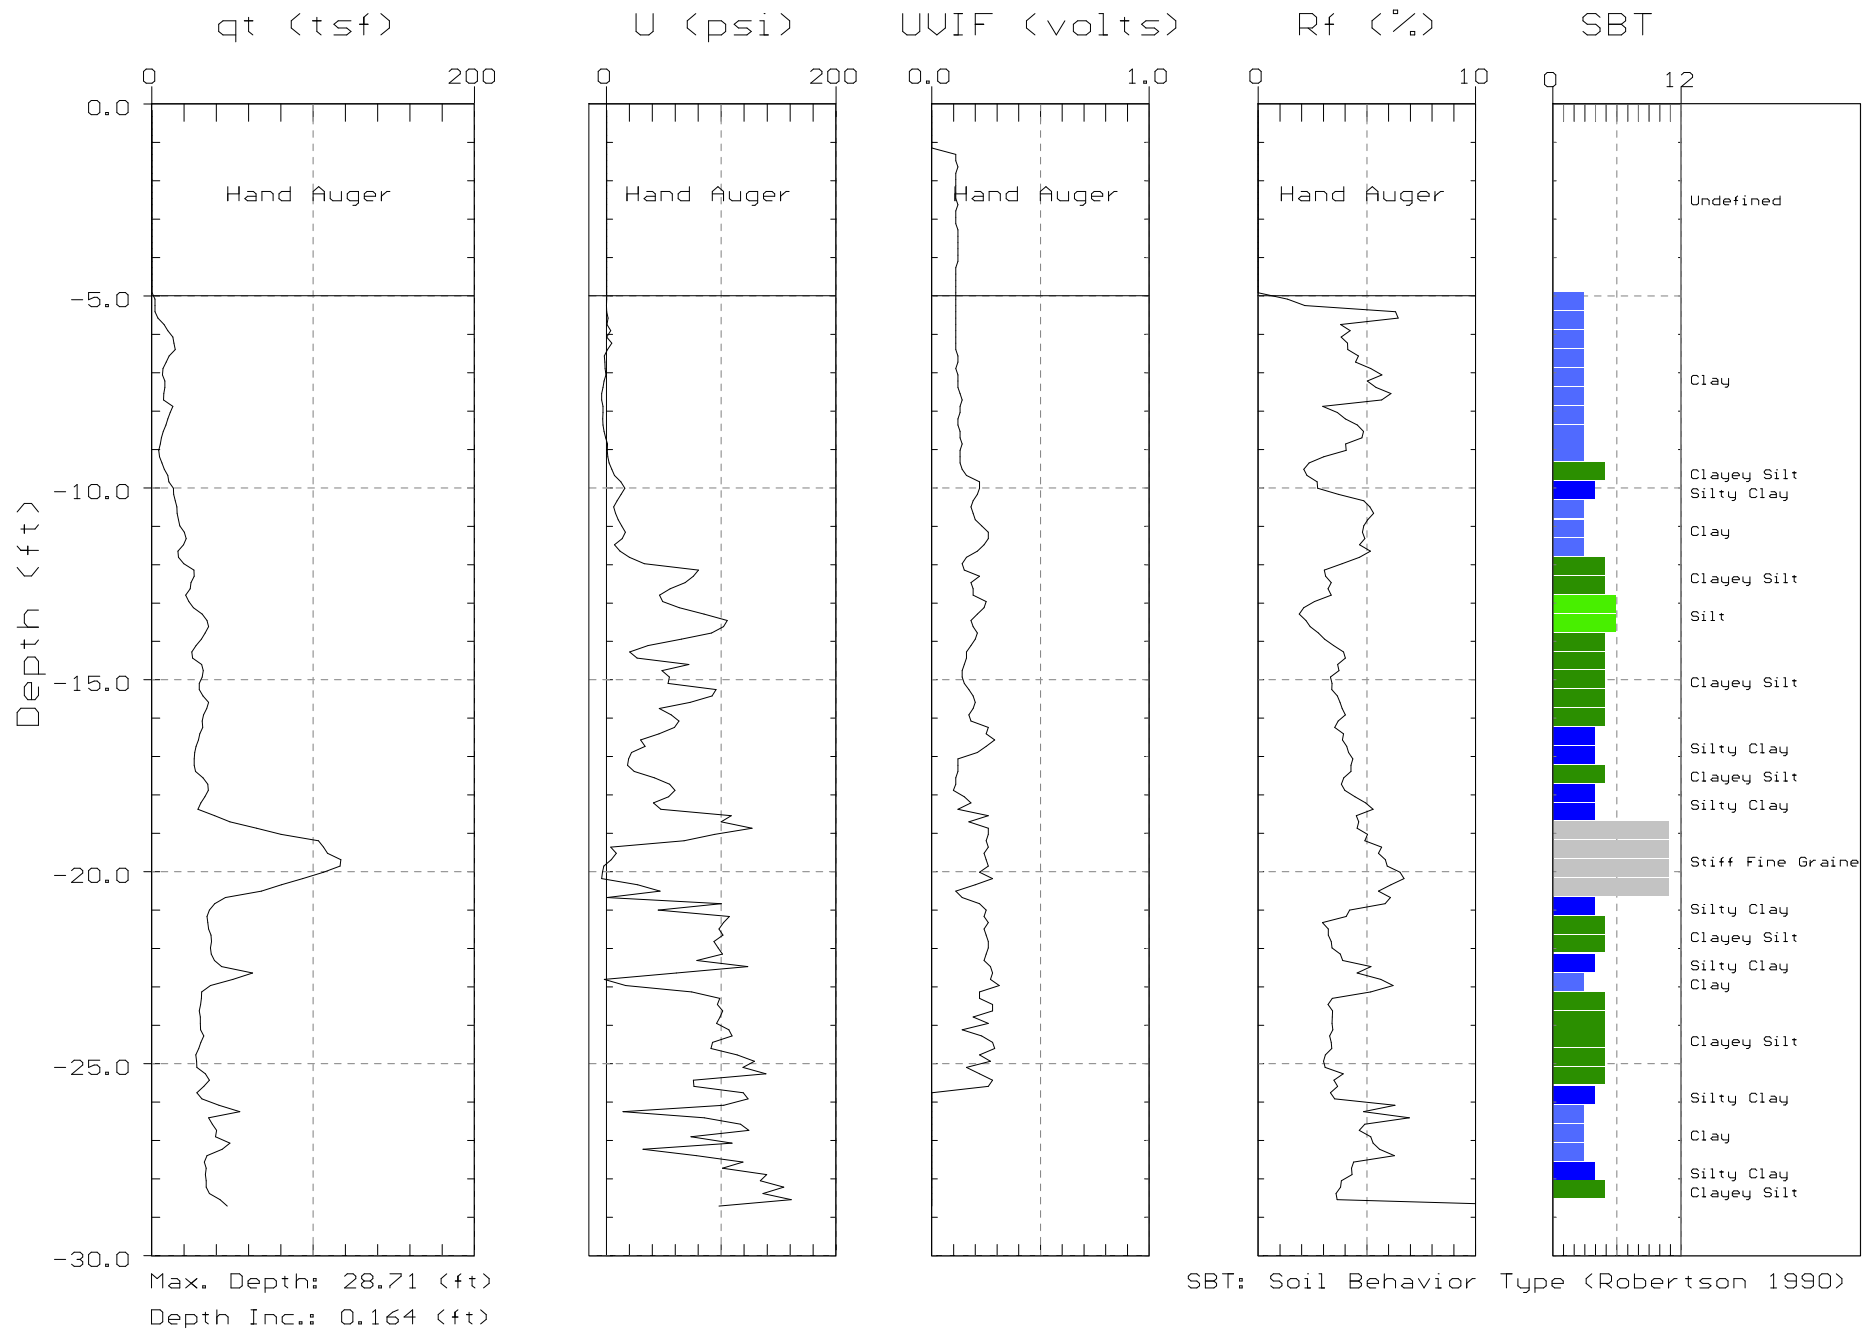 qt (tsf) U (psi) UVIF (volts) Rf (%) SBT
0 200 0 200 0.0 1.0 0 10 0 12
0.0
Hand Auger Hand Auger Hand Auger Hand Auger
Undefined
-5.0
Clay
Clayey Silt
-10.0
Silty Clay
Clay
Clayey Silt
Silt
Depth (ft)
-15.0
Clayey Silt
Silty Clay
Clayey Silt
Silty Clay
Stiff Fine Graine
-20.0
Silty Clay
Clayey Silt
Silty Clay
Clay
Clayey Silt
-25.0
Silty Clay
Clay
Silty Clay
Clayey Silt
-30.0
Max. Depth: 28.71 (ft)
SBT: Soil Behavior Type (Robertson 1990)
Depth Inc.: 0.164 (ft)